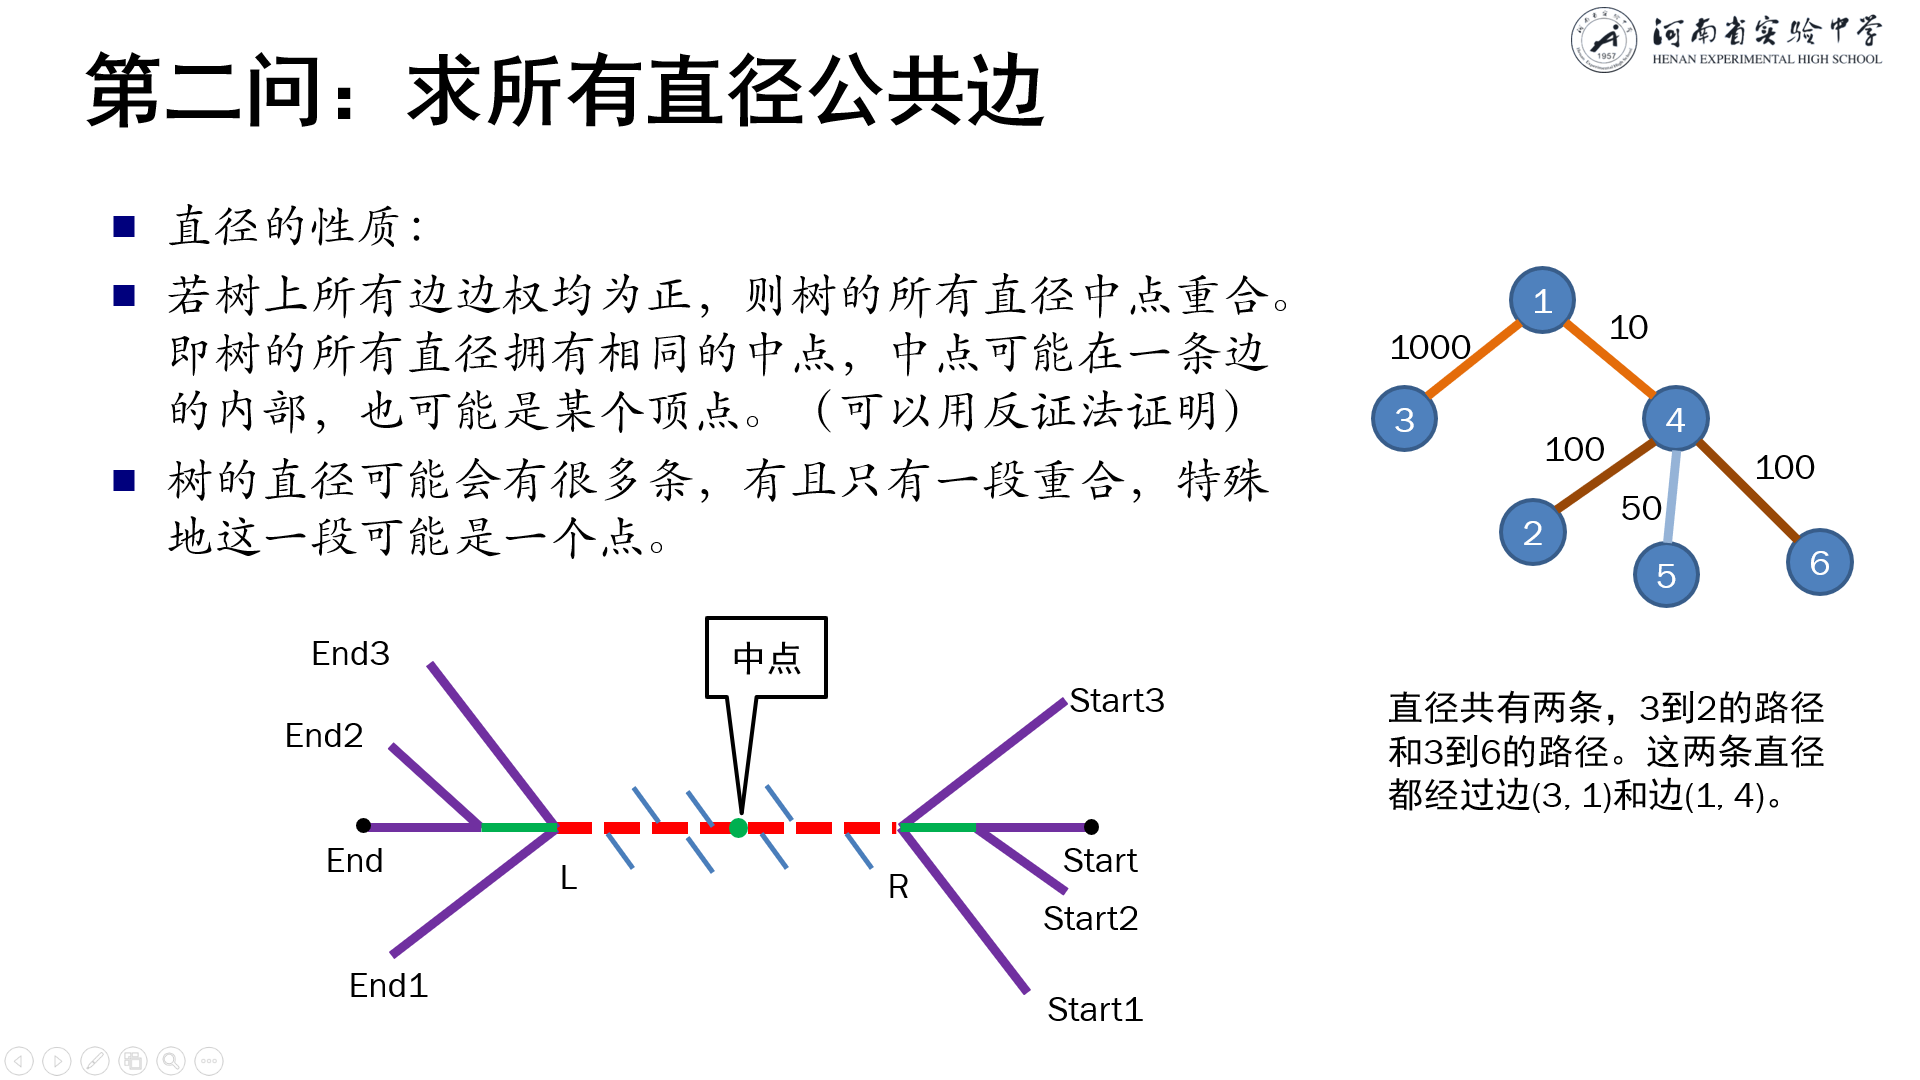 第二问：求所有直径公共边
河南省实验中学
HENAN EXPERIMENTAL HIGH SCHOOL
1957
直径的性质：
若树上所有边边权均为正，则树的所有直径中点重合。
即树的所有直径拥有相同的中点，中点可能在一条边
的内部，也可能是某个顶点。（可以用反证法证明）
树的直径可能会有很多条，有且只有一段重合，特殊
地这一段可能是一个点。
1
1000
10
3
4
100
100
50
2
5
6
直径共有两条，3到2的路径
和3到6的路径。这两条直径
都经过边(3, 1)和边(1, 4)。
中点
End3
End2
End
End1
L
R
Start3
Start
Start2
Start1